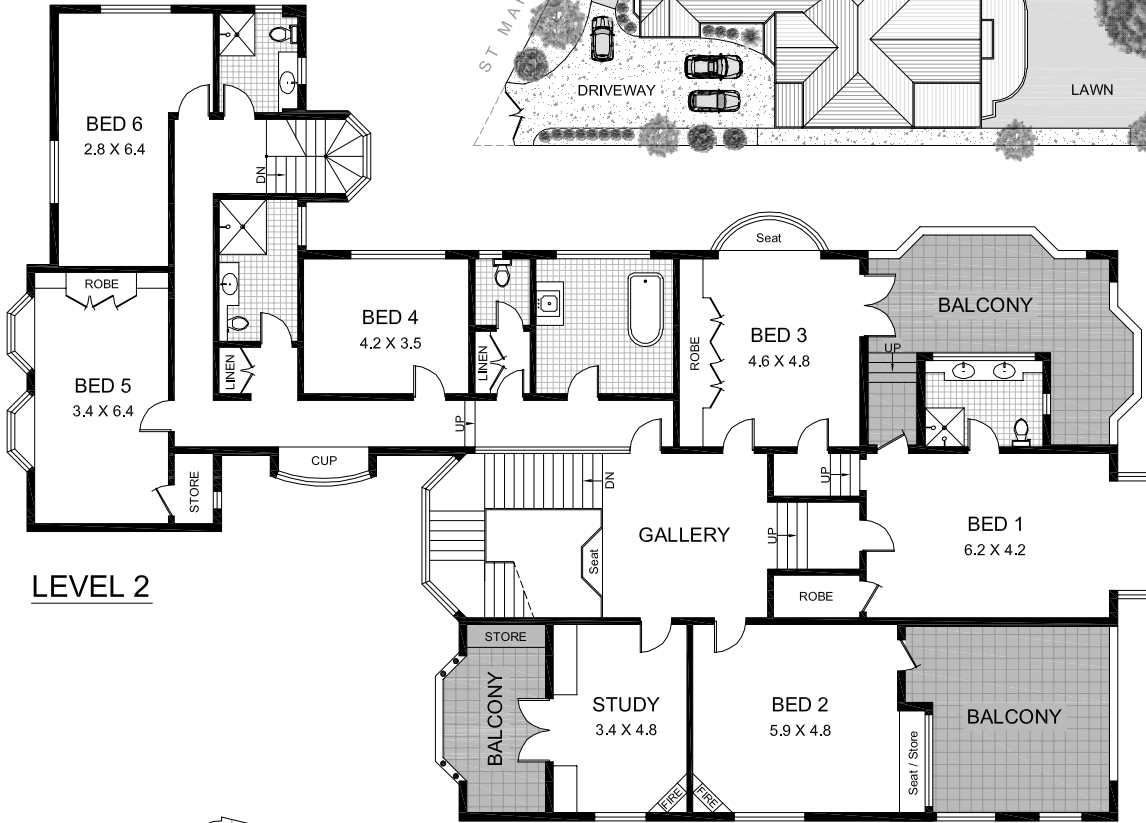 ST MAR
DRIVEWAY
LAWN
BED 6
2.8 X 6.4
DN
Seat
ROBE
BALCONY
BED 4
4.2 X 3.5
BED 3
4.6 X 4.8
ROBE
UP
LINEN
LINEN
BED 5
3.4 X 6.4
UP
CUP
STORE
DN
UP
GALLERY
UP
BED 1
6.2 X 4.2
Seat
ROBE
LEVEL 2
STORE
BALCONY
STUDY
3.4 X 4.8
BED 2
5.9 X 4.8
BALCONY
Seat / Store
FIRE
FIRE